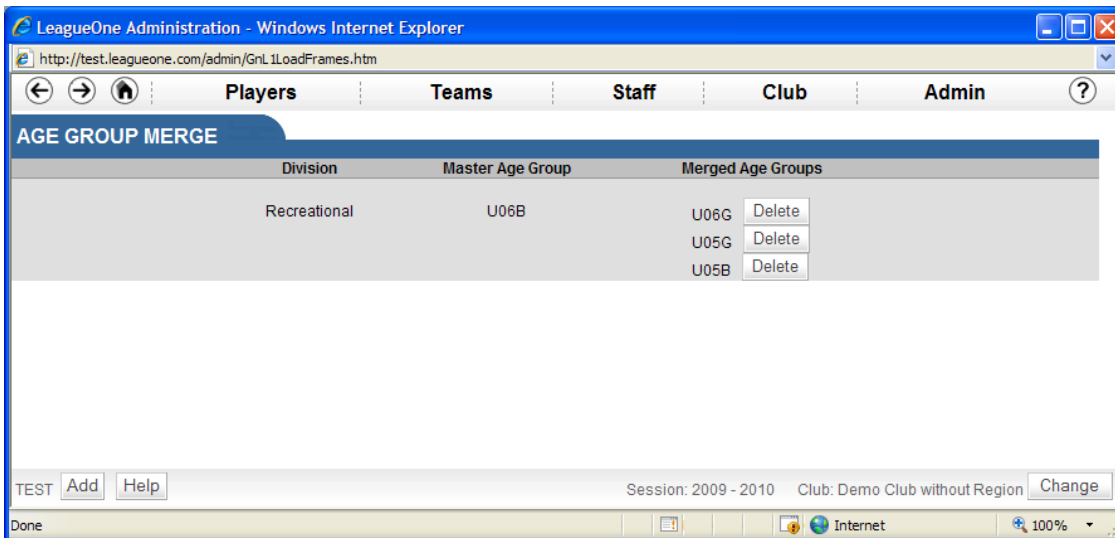 LeagueOne Administration - Windows Internet Explorer
http://test.leagueone.com/admin/GnL1LoadFrames.htm
Players Teams Staff Club Admin ?
AGE GROUP MERGE
Division Master Age Group Merged Age Groups
Recreational U06B U06G Delete
U05G Delete
U05B Delete
TEST Add Help Session: 2009 - 2010 Club: Demo Club without Region Change
Done Internet 100%